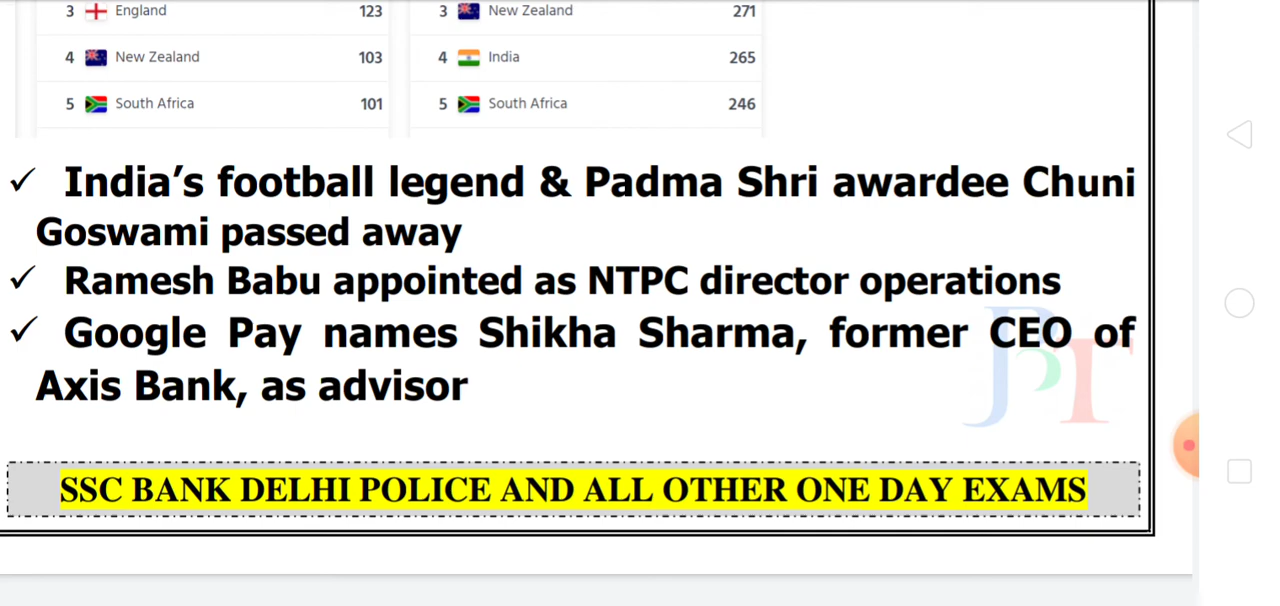 3 England 123 3 New Zealand 271
4 New Zealand 103 4 India 265
5 South Africa 101 5 South Africa 246
✓ India’s football legend & Padma Shri awardee Chuni
Goswami passed away
✓ Ramesh Babu appointed as NTPC director operations
✓ Google Pay names Shikha Sharma, former CEO of
Axis Bank, as advisor
JPT
SSC BANK DELHI POLICE AND ALL OTHER ONE DAY EXAMS